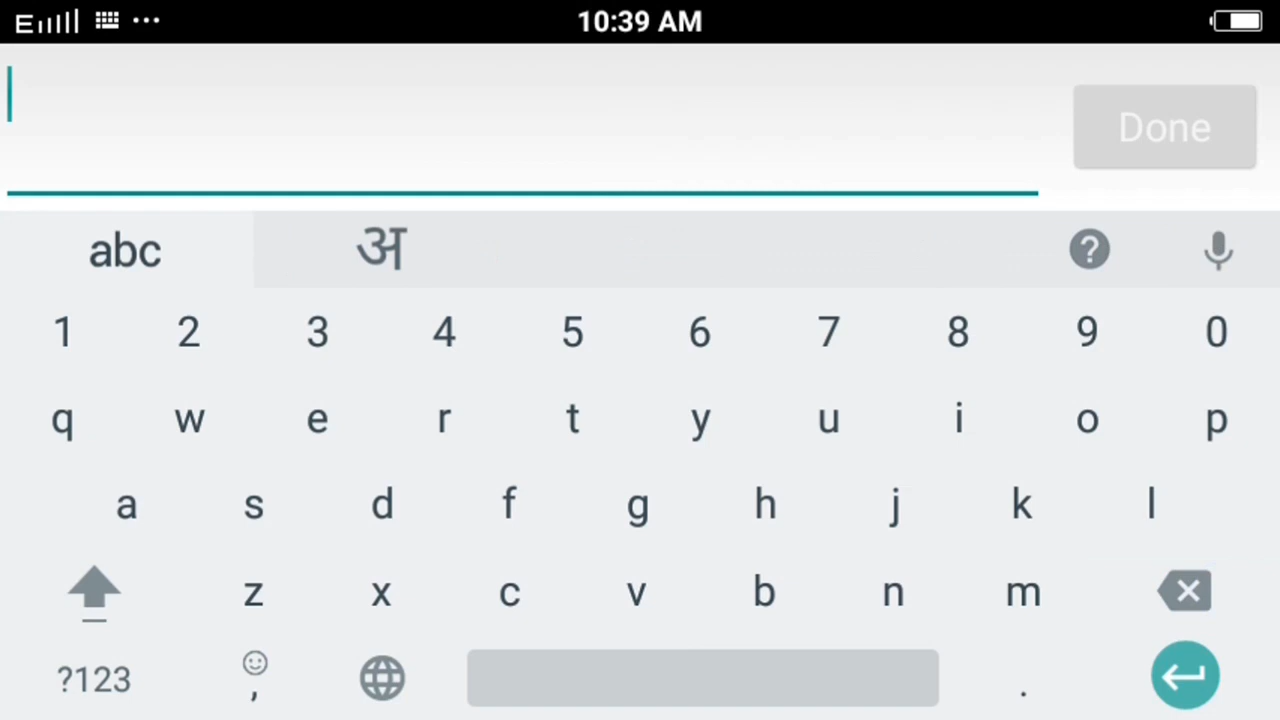 E 10:39 AM
Done
abc अ ?
1 2 3 4 5 6 7 8 9 0
q w e r t y u i o p
a s d f g h j k l
z x c v b n m
?123 , .